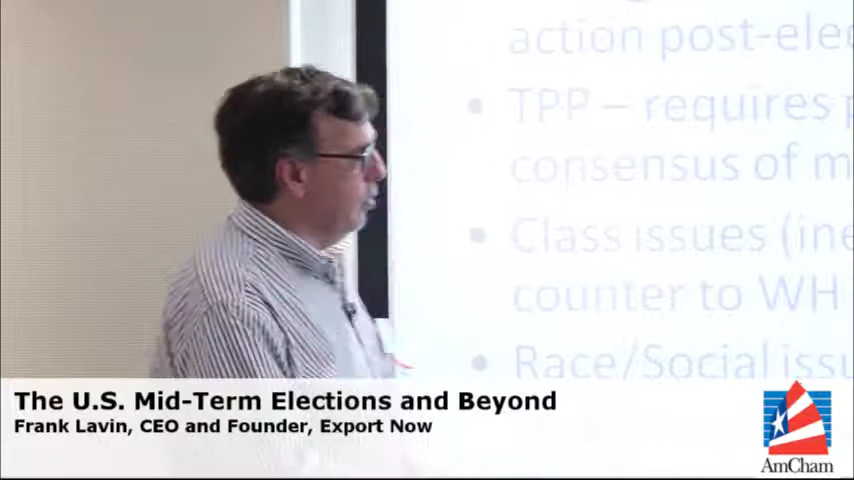 action post-elec
TPP – requires p
consensus of m
Class issues (ine
counter to WH
Race/Social issu
The U.S. Mid-Term Elections and Beyond
Frank Lavin, CEO and Founder, Export Now
AmCham